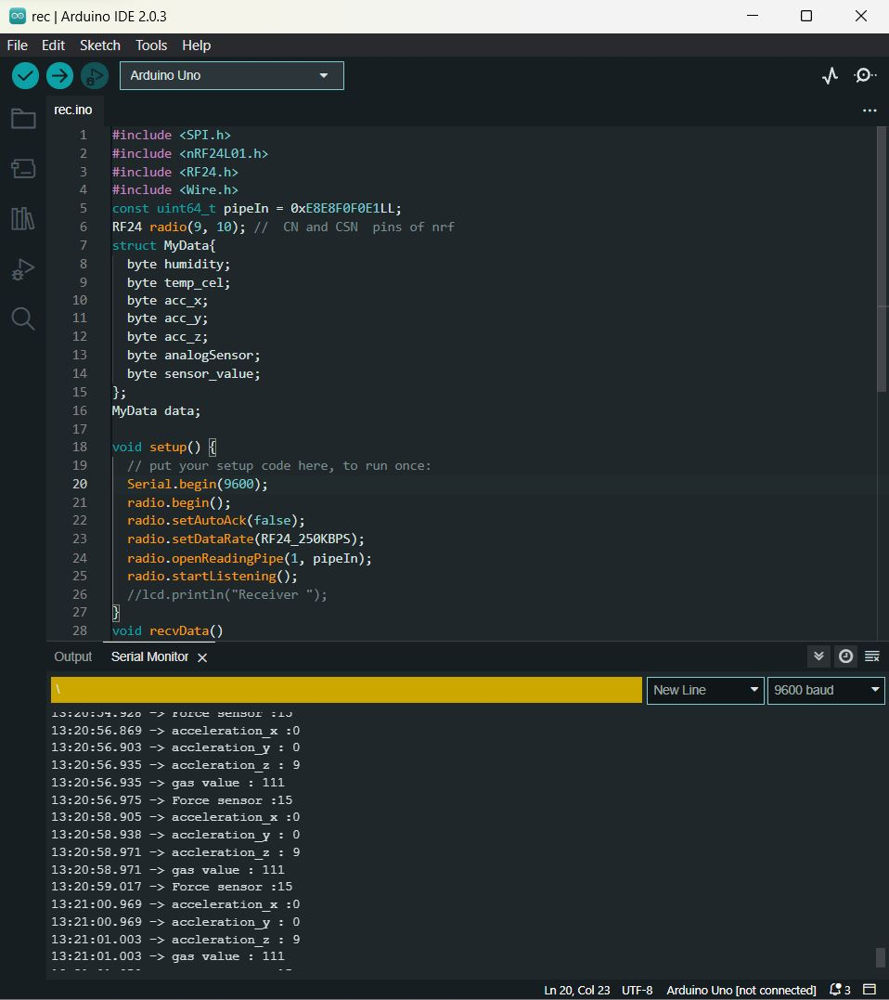 rec | Arduino IDE 2.0.3
File Edit Sketch Tools Help
Arduino Uno
rec.ino
1 #include <SPI.h>
2 #include <nRF24L01.h>
3 #include <RF24.h>
4 #include <Wire.h>
5 const uint64_t pipeIn = 0xE8E8F0F0E1LL;
6 RF24 radio(9, 10); //  CN and CSN  pins of nrf
7 struct MyData{
8   byte humidity;
9   byte temp_cel;
10   byte acc_x;
11   byte acc_y;
12   byte acc_z;
13   byte analogSensor;
14   byte sensor_value;
15 };
16 MyData data;
17
18 void setup() {
19   // put your setup code here, to run once:
20   Serial.begin(9600);
21   radio.begin();
22   radio.setAutoAck(false);
23   radio.setDataRate(RF24_250KBPS);
24   radio.openReadingPipe(1, pipeIn);
25   radio.startListening();
26   //lcd.println("Receiver ");
27 }
28 void recvData()
Output Serial Monitor
\ New Line 9600 baud
13:20:54.928 -> Force sensor :15
13:20:56.869 -> acceleration_x :0
13:20:56.903 -> accleration_y : 0
13:20:56.935 -> accleration_z : 9
13:20:56.935 -> gas value : 111
13:20:56.975 -> Force sensor :15
13:20:58.905 -> acceleration_x :0
13:20:58.938 -> accleration_y : 0
13:20:58.971 -> accleration_z : 9
13:20:58.971 -> gas value : 111
13:20:59.017 -> Force sensor :15
13:21:00.969 -> acceleration_x :0
13:21:00.969 -> accleration_y : 0
13:21:01.003 -> accleration_z : 9
13:21:01.003 -> gas value : 111
Ln 20, Col 23 UTF-8 Arduino Uno [not connected] 3